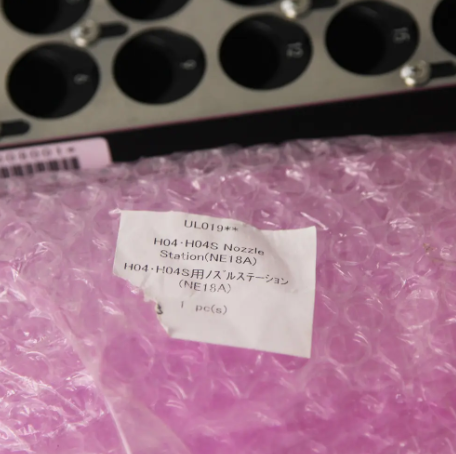 UL019**
H04・H04S Nozzle
Station(NE18A)
H04・H04S用ノズルステーション
(NE18A)
1 pc(s)